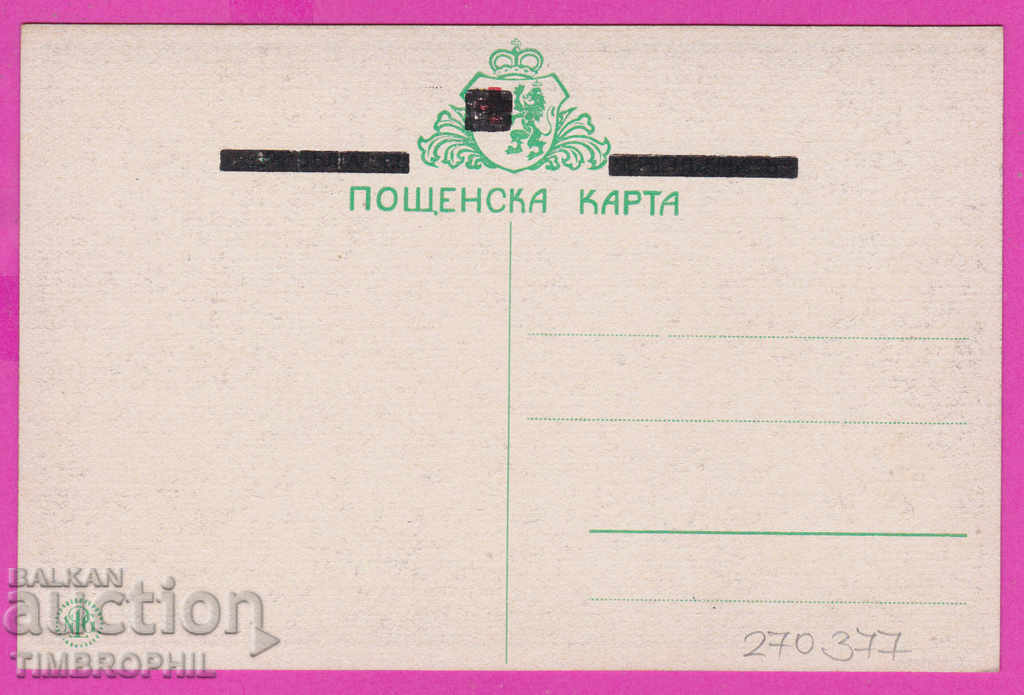 ПОЩЕНСКА КАРТА
BALKAN
auction
TIMBROPHIL
270377